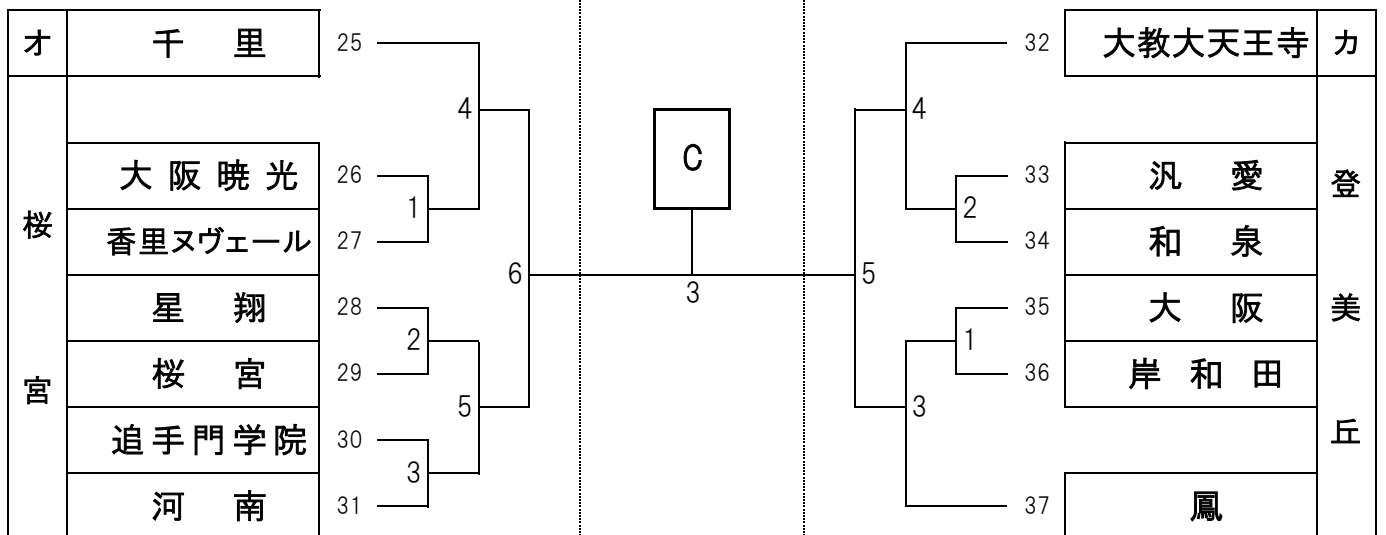 オ 千里 25
4
大阪暁光 26
1
香里ヌヴェール 27
6
星翔 28
2
桜宮 29
5
追手門学院 30
3
河南 31
桜宮
C
3
32 大教大天王寺 カ
4
33 汎愛
2
34 和泉
5
35 大阪
1
36 岸和田
3
37 鳳
登美丘